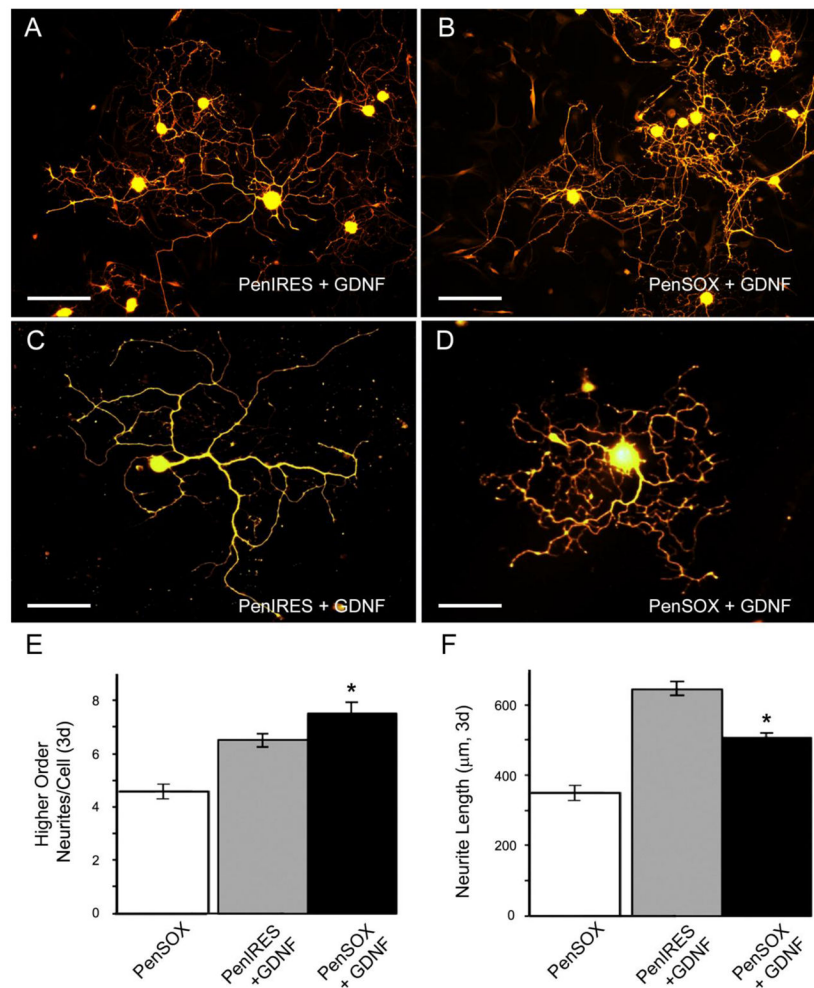 A
B
PenIRES + GDNF
PenSOX + GDNF
C
D
PenIRES + GDNF
PenSOX + GDNF
E
Higher Order
Neurites/Cell (3d)
8
6
4
2
0
*
PenSOX
PenIRES
+GDNF
PenSOX
+ GDNF
F
Neurite Length (μm, 3d)
600
400
200
0
*
PenSOX
PenIRES
+GDNF
PenSOX
+ GDNF